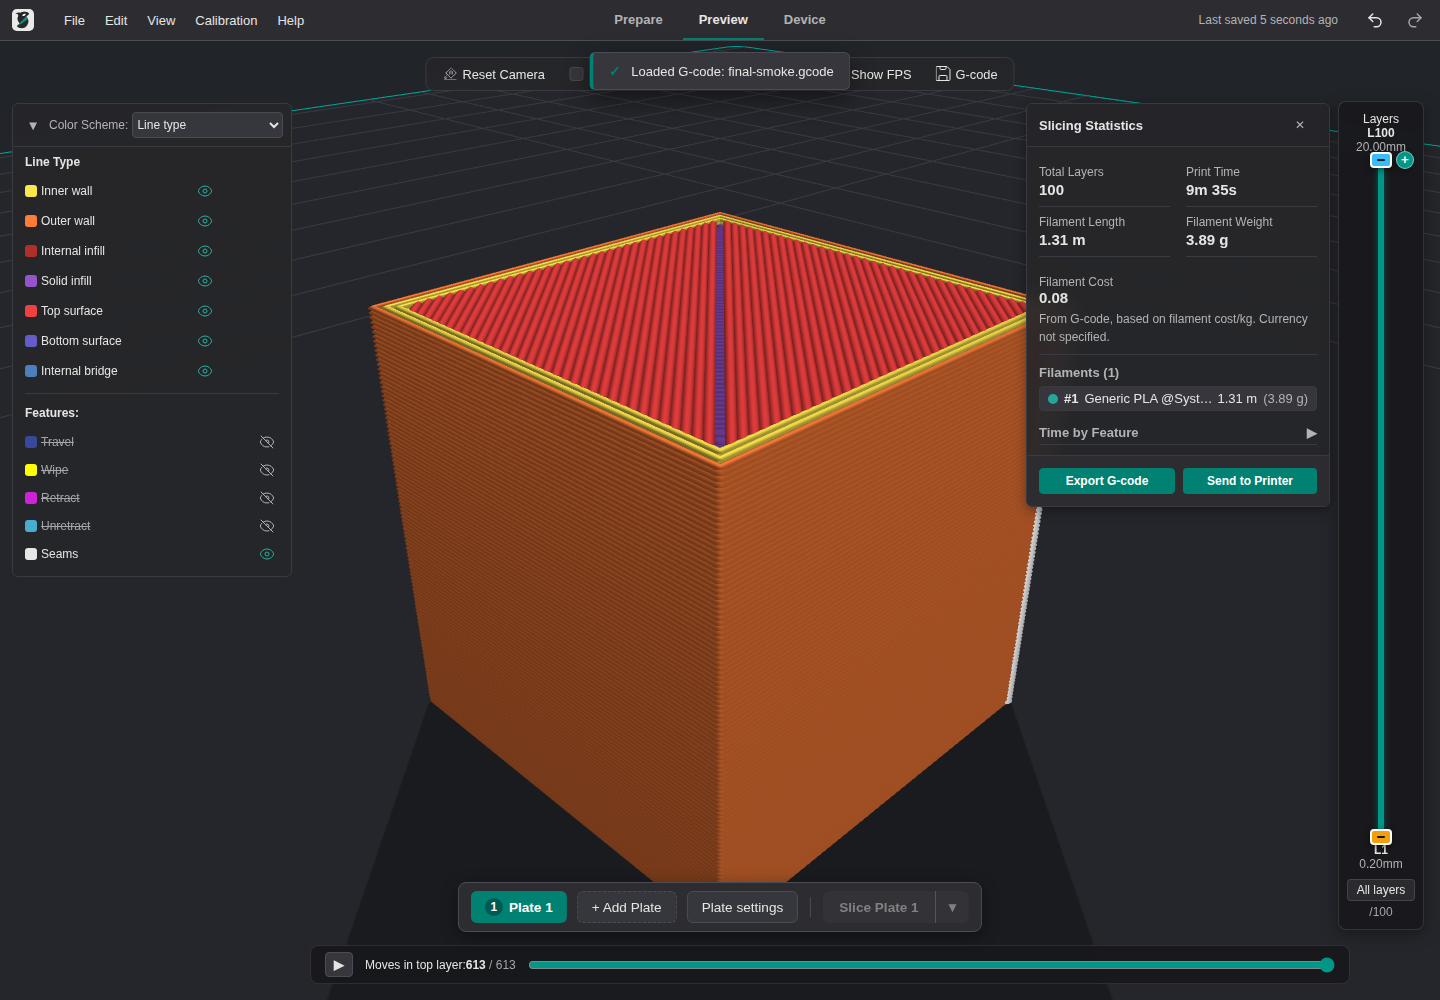 File Edit View Calibration Help
Prepare Preview Device
Last saved 5 seconds ago
Reset Camera
✓ Loaded G-code: final-smoke.gcode
Show FPS
G-code
▼ Color Scheme: Line type
Line Type
Inner wall
Outer wall
Internal infill
Solid infill
Top surface
Bottom surface
Internal bridge
Features:
Travel
Wipe
Retract
Unretract
Seams
Slicing Statistics ×
Total Layers Print Time
100 9m 35s
Filament Length Filament Weight
1.31 m 3.89 g
Filament Cost
0.08
From G-code, based on filament cost/kg. Currency
not specified.
Filaments (1)
#1 Generic PLA @Syst… 1.31 m (3.89 g)
Time by Feature ▶
Export G-code Send to Printer
Layers
L100
20.00mm
− +
−
L1
0.20mm
All layers
/100
1 Plate 1 + Add Plate Plate settings Slice Plate 1 ▼
▶ Moves in top layer:613 / 613